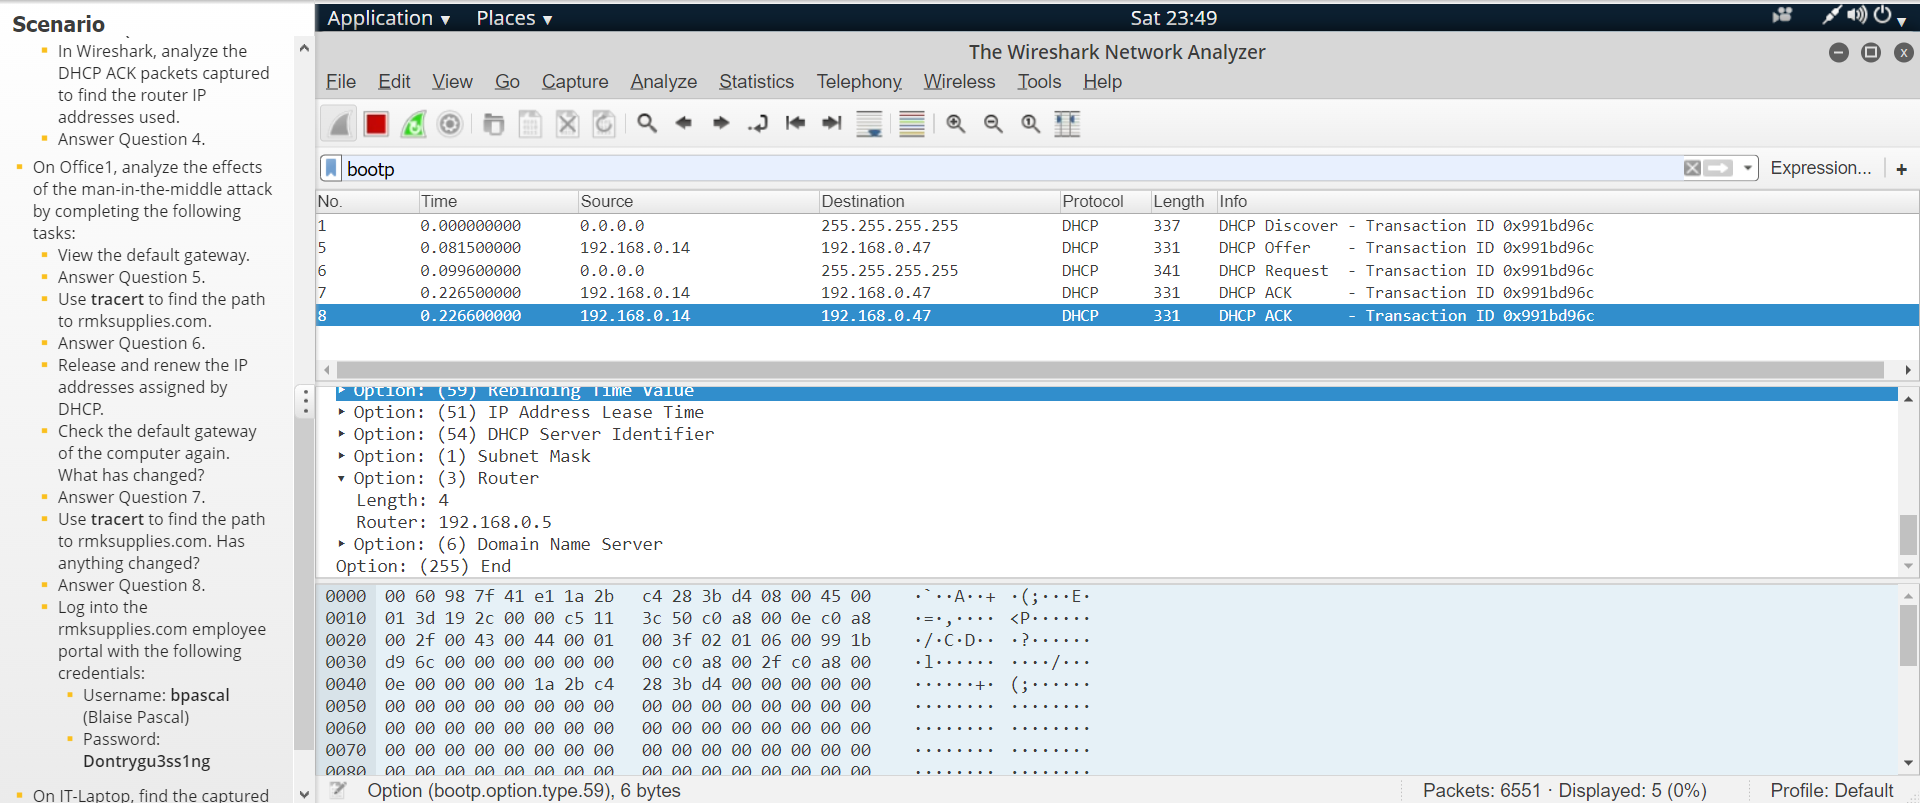 Scenario
In Wireshark, analyze the
DHCP ACK packets captured
to find the router IP
addresses used.
Answer Question 4.
On Office1, analyze the effects
of the man-in-the-middle attack
by completing the following
tasks:
View the default gateway.
Answer Question 5.
Use tracert to find the path
to rmksupplies.com.
Answer Question 6.
Release and renew the IP
addresses assigned by
DHCP.
Check the default gateway
of the computer again.
What has changed?
Answer Question 7.
Use tracert to find the path
to rmksupplies.com. Has
anything changed?
Answer Question 8.
Log into the
rmksupplies.com employee
portal with the following
credentials:
Username: bpascal
(Blaise Pascal)
Password:
Dontrygu3ss1ng
On IT-Laptop, find the captured
Application ▾ Places ▾ Sat 23:49
The Wireshark Network Analyzer
File Edit View Go Capture Analyze Statistics Telephony Wireless Tools Help
bootp Expression... +
No. Time Source Destination Protocol Length Info
1 0.000000000 0.0.0.0 255.255.255.255 DHCP 337 DHCP Discover - Transaction ID 0x991bd96c
5 0.081500000 192.168.0.14 192.168.0.47 DHCP 331 DHCP Offer - Transaction ID 0x991bd96c
6 0.099600000 0.0.0.0 255.255.255.255 DHCP 341 DHCP Request - Transaction ID 0x991bd96c
7 0.226500000 192.168.0.14 192.168.0.47 DHCP 331 DHCP ACK - Transaction ID 0x991bd96c
8 0.226600000 192.168.0.14 192.168.0.47 DHCP 331 DHCP ACK - Transaction ID 0x991bd96c
Option: (59) Rebinding Time Value
Option: (51) IP Address Lease Time
Option: (54) DHCP Server Identifier
Option: (1) Subnet Mask
Option: (3) Router
Length: 4
Router: 192.168.0.5
Option: (6) Domain Name Server
Option: (255) End
0000 00 60 98 7f 41 e1 1a 2b c4 28 3b d4 08 00 45 00 ·`··A··+ ·(;···E·
0010 01 3d 19 2c 00 00 c5 11 3c 50 c0 a8 00 0e c0 a8 ·=·,···· <P······
0020 00 2f 00 43 00 44 00 01 00 3f 02 01 06 00 99 1b ·/·C·D·· ·?······
0030 d9 6c 00 00 00 00 00 00 00 c0 a8 00 2f c0 a8 00 ·l······ ····/···
0040 0e 00 00 00 00 1a 2b c4 28 3b d4 00 00 00 00 00 ······+· (;······
0050 00 00 00 00 00 00 00 00 00 00 00 00 00 00 00 00 ········ ········
0060 00 00 00 00 00 00 00 00 00 00 00 00 00 00 00 00 ········ ········
0070 00 00 00 00 00 00 00 00 00 00 00 00 00 00 00 00 ········ ········
0080 00 00 00 00 00 00 00 00 00 00 00 00 00 00 00 00 ········ ········
Option (bootp.option.type.59), 6 bytes Packets: 6551 · Displayed: 5 (0%) Profile: Default